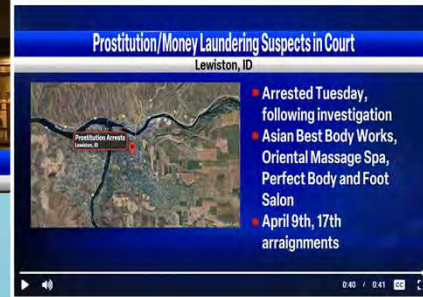 Prostitution/Money Laundering Suspects in Court
Lewiston, ID
Prostitution Arrests
Lewiston, ID
Arrested Tuesday,
following investigation
Asian Best Body Works,
Oriental Massage Spa,
Perfect Body and Foot
Salon
April 9th, 17th
arraignments
0:40 / 0:41
CC